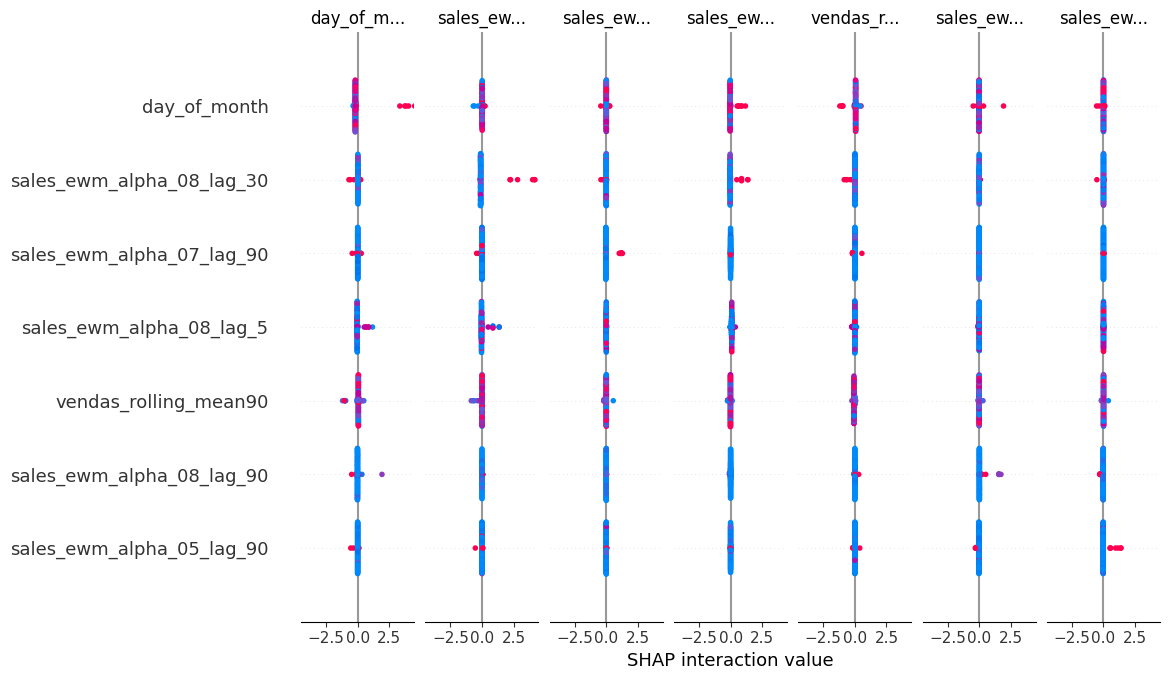 day_of_m... sales_ew... sales_ew... sales_ew... vendas_r... sales_ew... sales_ew...
day_of_month
sales_ewm_alpha_08_lag_30
sales_ewm_alpha_07_lag_90
sales_ewm_alpha_08_lag_5
vendas_rolling_mean90
sales_ewm_alpha_08_lag_90
sales_ewm_alpha_05_lag_90
−2.5 0.0 2.5 −2.5 0.0 2.5 −2.5 0.0 2.5 −2.5 0.0 2.5 −2.5 0.0 2.5 −2.5 0.0 2.5 −2.5 0.0 2.5
SHAP interaction value